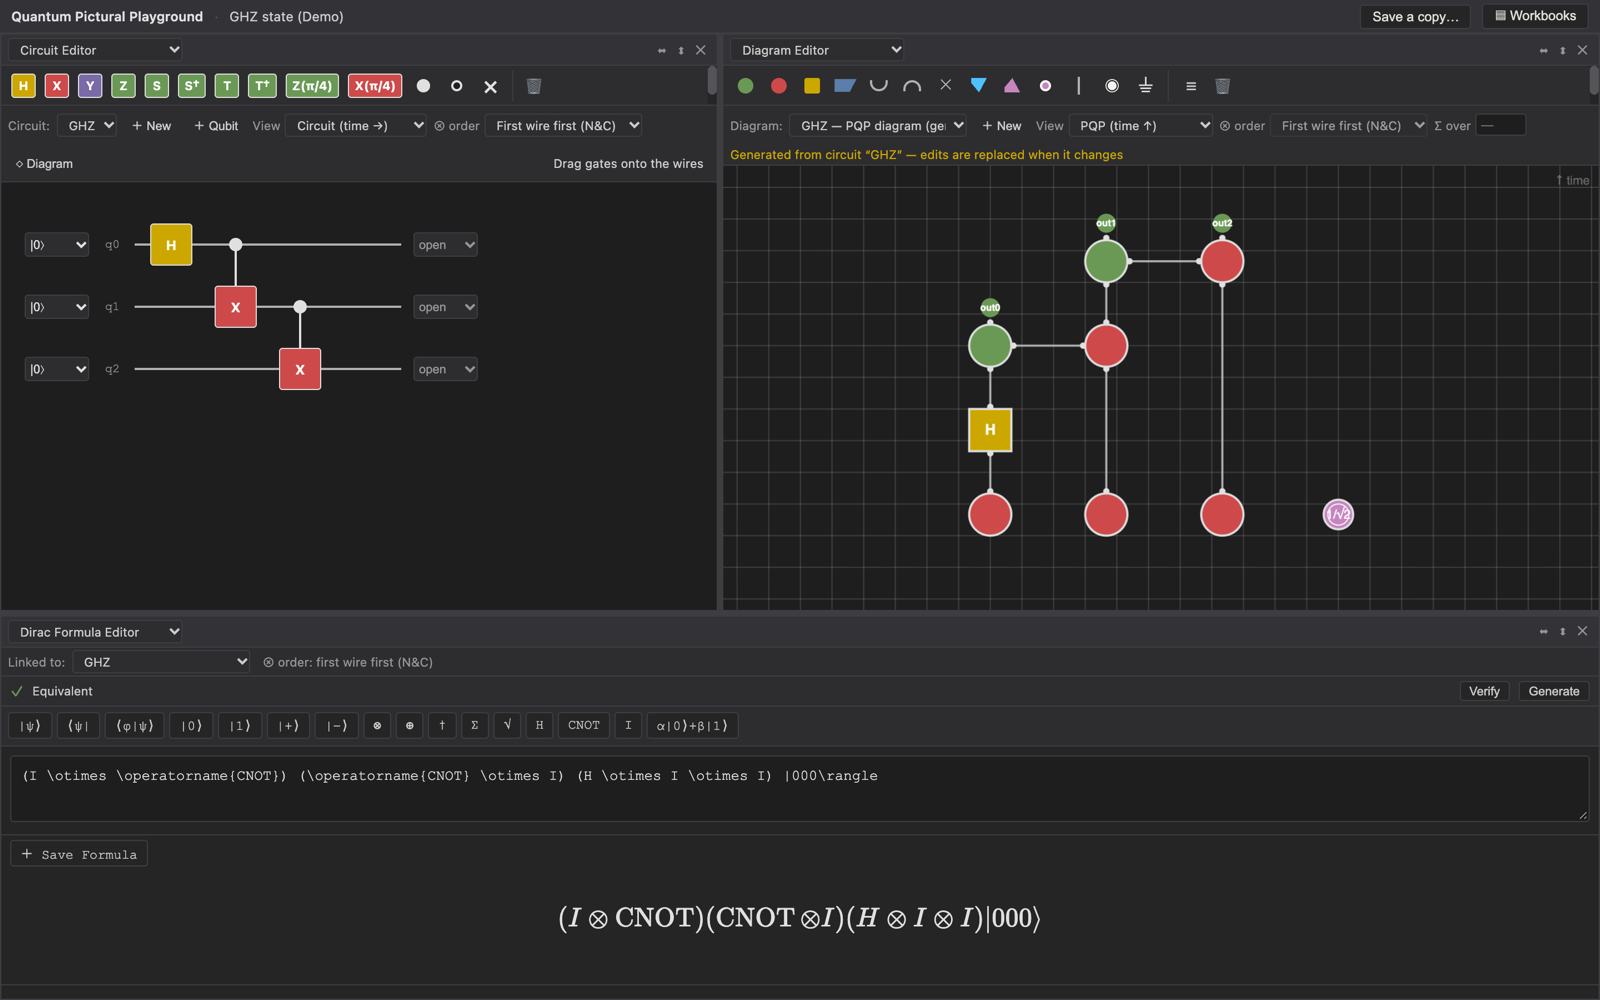 Quantum Pictural Playground · GHZ state (Demo) Save a copy… Workbooks
Circuit Editor
H X Y Z S S† T T† Z(π/4) X(π/4)
Circuit: GHZ + New + Qubit View Circuit (time →) ⊗ order First wire first (N&C)
◇ Diagram Drag gates onto the wires
|0⟩ q0 H open
|0⟩ q1 X open
|0⟩ q2 X open
Diagram Editor
Diagram: GHZ — PQP diagram (ge + New View PQP (time ↑) ⊗ order First wire first (N&C) Σ over —
Generated from circuit “GHZ” — edits are replaced when it changes
↑ time
out1 out2
out0
H
1/√2
Dirac Formula Editor
Linked to: GHZ ⊗ order: first wire first (N&C)
✓ Equivalent Verify Generate
|ψ⟩ ⟨ψ| ⟨φ|ψ⟩ |0⟩ |1⟩ |+⟩ |−⟩ ⊗ ⊕ † Σ √ H CNOT I α|0⟩+β|1⟩
(I \otimes \operatorname{CNOT}) (\operatorname{CNOT} \otimes I) (H \otimes I \otimes I) |000\rangle
+ Save Formula
(I ⊗ CNOT)(CNOT ⊗I)(H ⊗ I ⊗ I)|000⟩